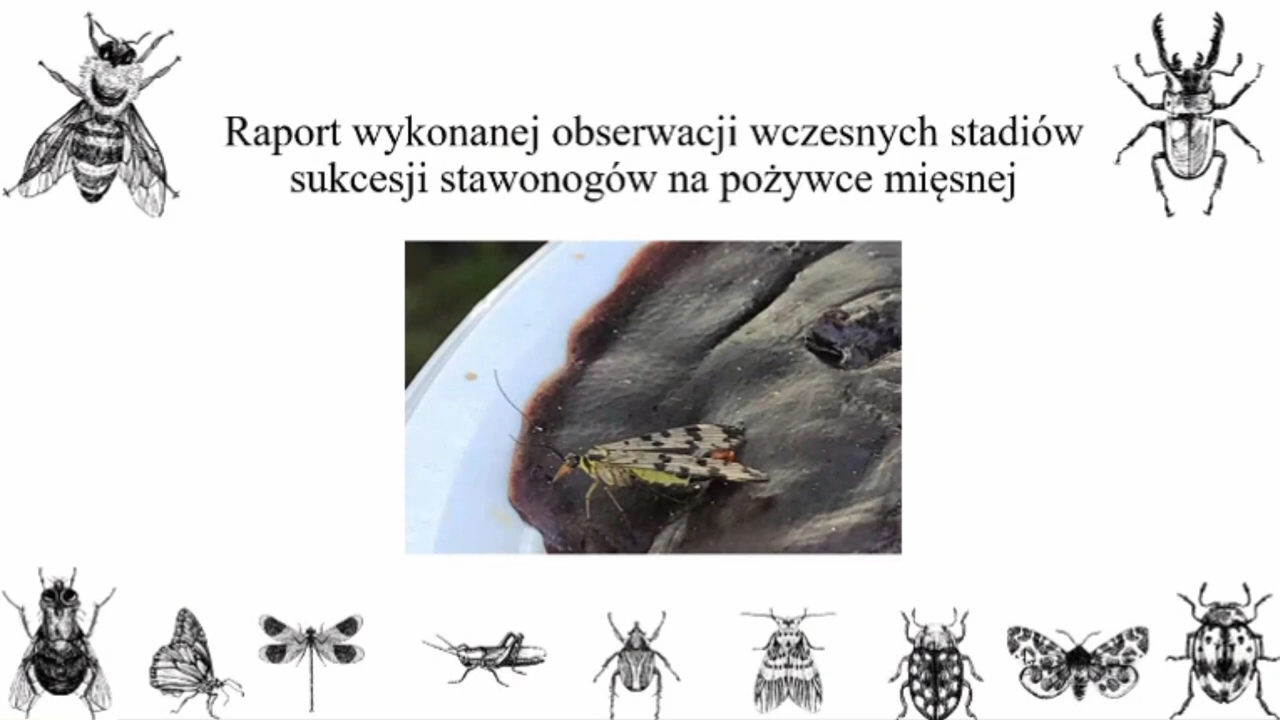 Raport wykonanej obserwacji wczesnych stadiów
sukcesji stawonogów na pożywce mięsnej